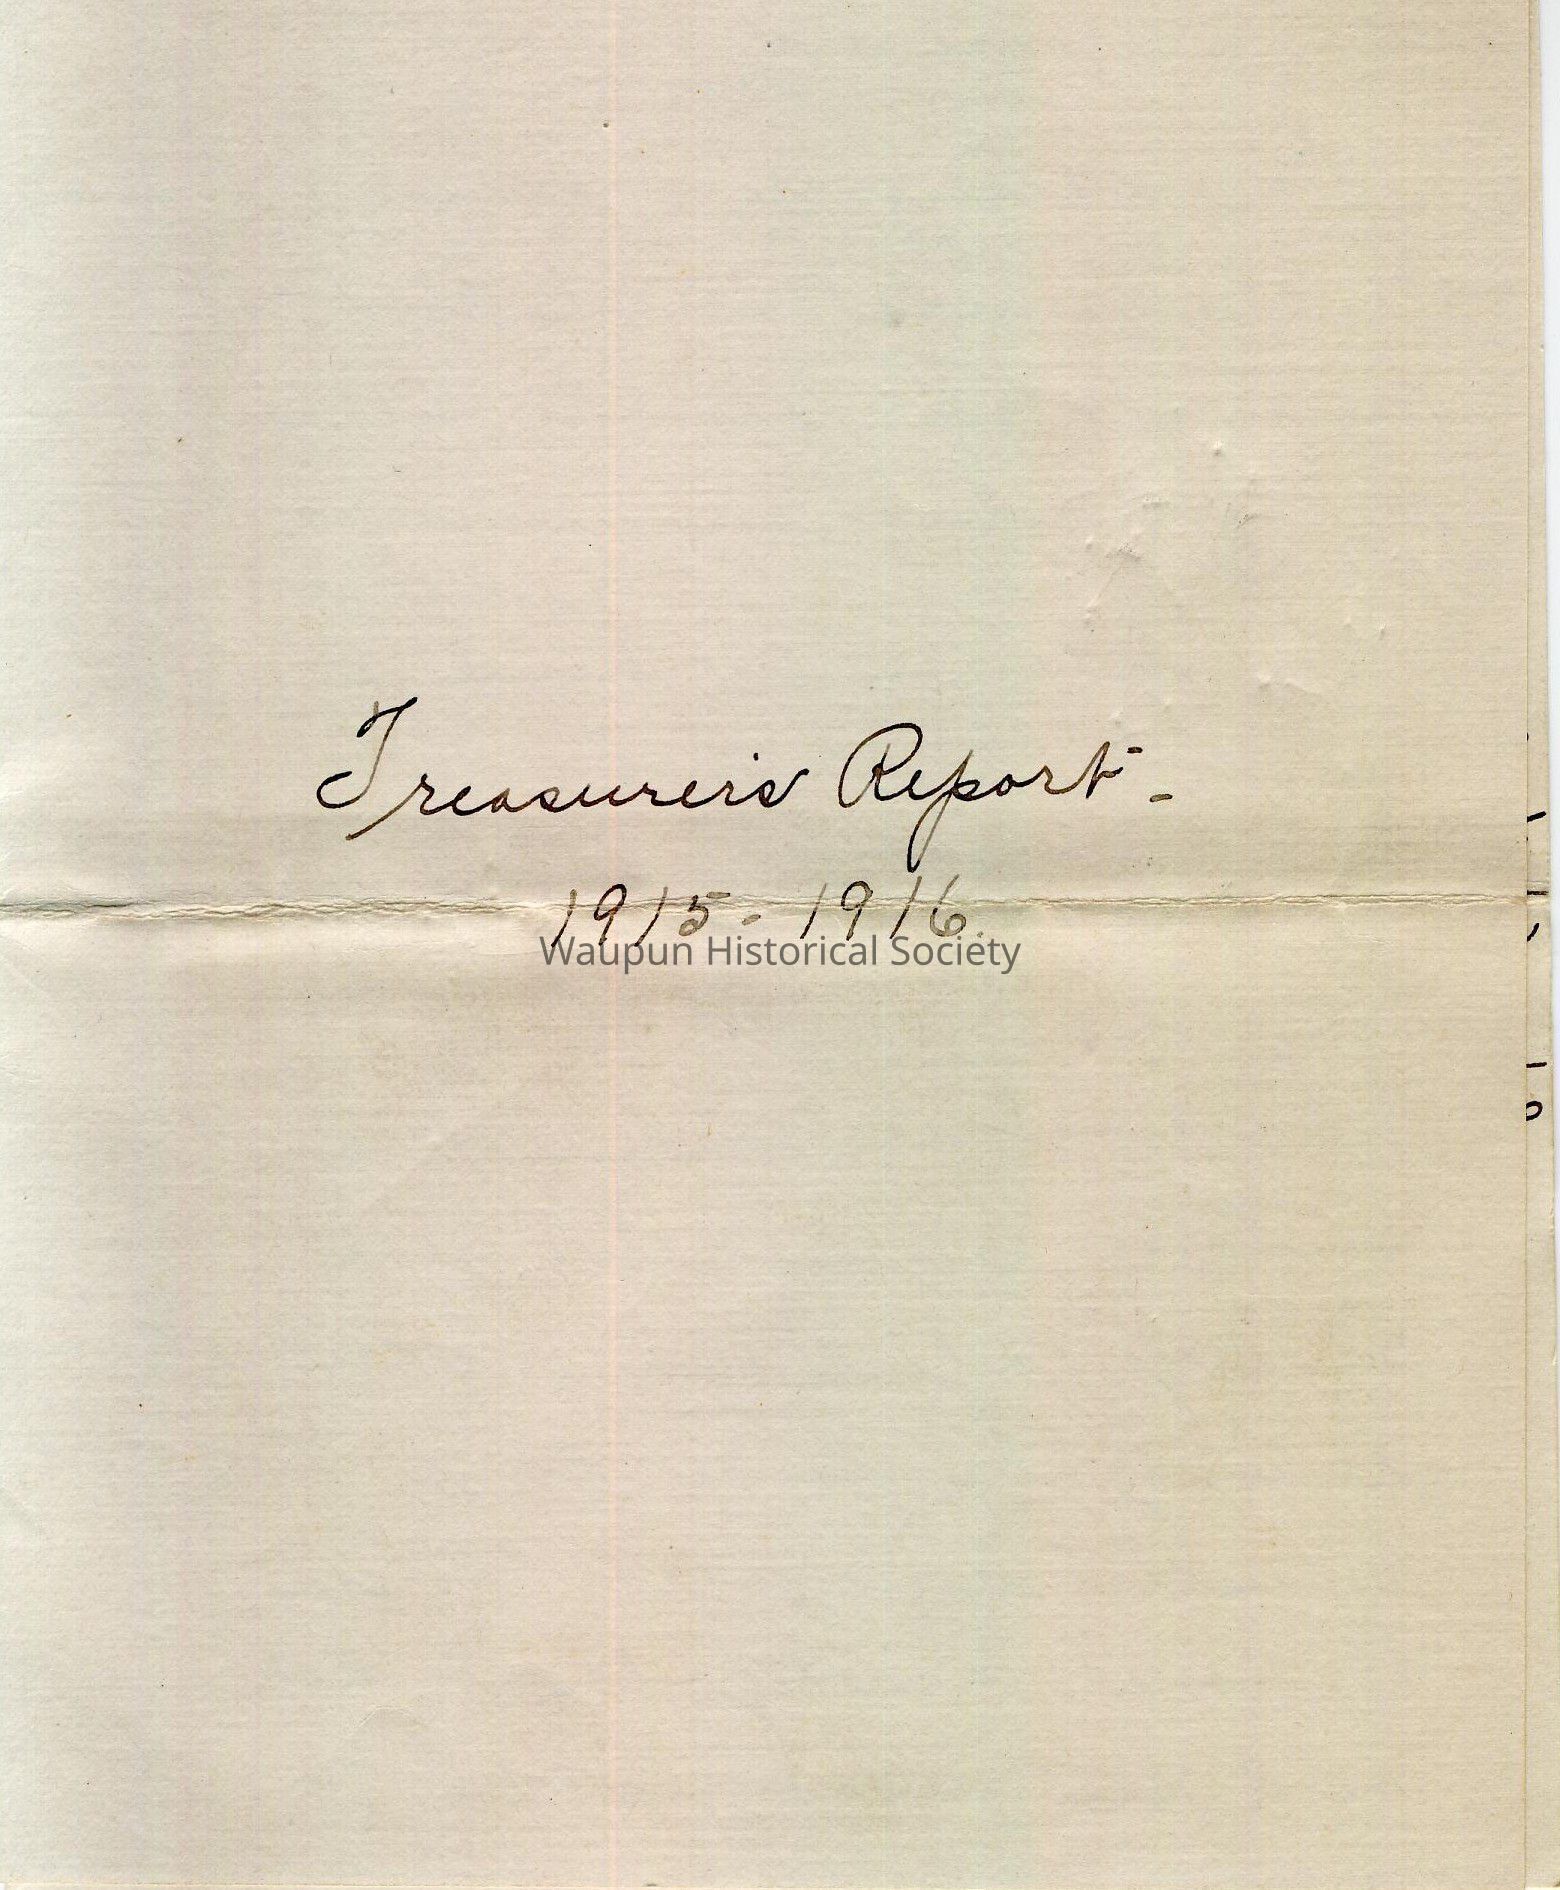 Treasurer's Report -
1915 - 1916.
Waupun Historical Society